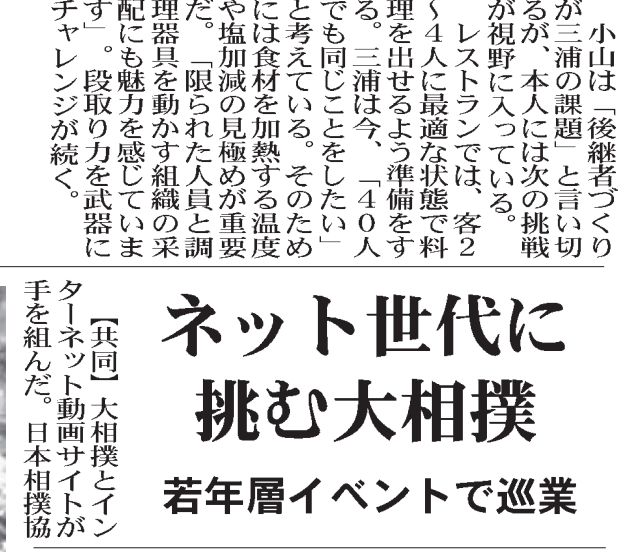 小山は「後継者づくり
が三浦の課題」と言い切
るが、本人には次の挑戦
が視野に入っている。
レストランでは、客２
〜４人に最適な状態で料
理を出せるよう準備をす
る。三浦は今、「４０人
でも同じことをしたい」
と考えている。そのため
には食材を加熱する温度
や塩加減の見極めが重要
だ。「限られた人員と調
理器具を動かす組織の采
配にも魅力を感じていま
す」。段取り力を武器に
チャレンジが続く。
ネット世代に
挑む大相撲
若年層イベントで巡業
【共同】大相撲とイン
ターネット動画サイトが
手を組んだ。日本相撲協